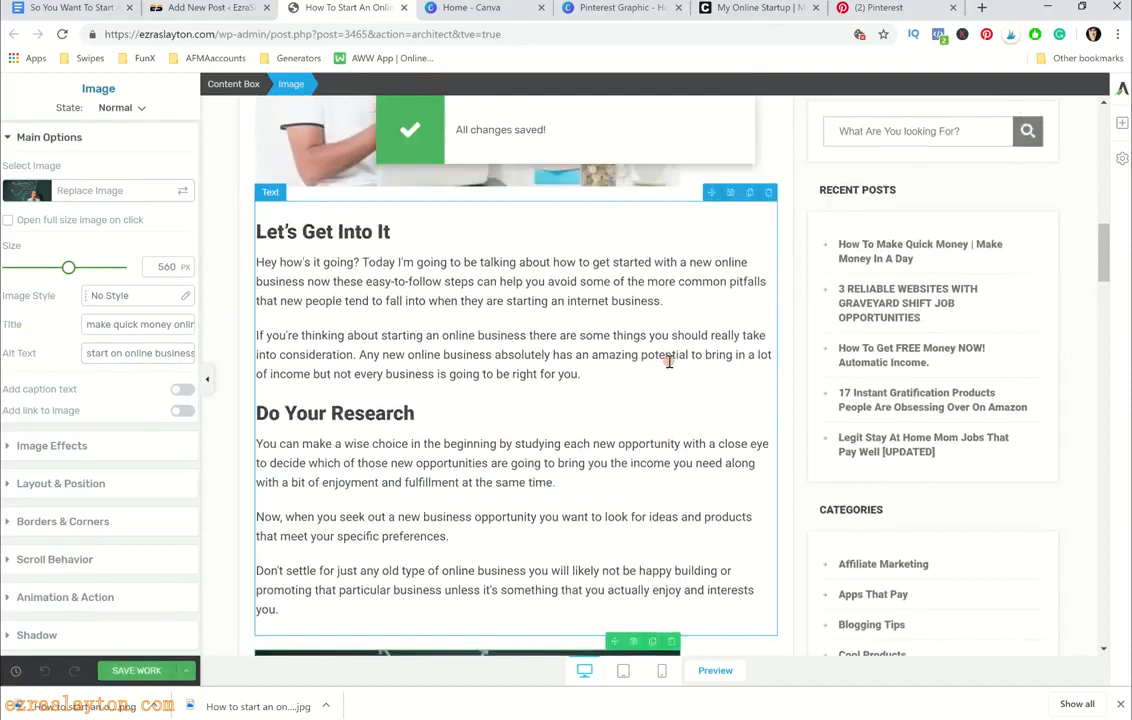 So You Want To Start A
Add New Post ‹ EzraS
How To Start An Onlin
Home - Canva
Pinterest Graphic - Ho
My Online Startup | M
(2) Pinterest
https://ezraslayton.com/wp-admin/post.php?post=3465&action=architect&tve=true
IQ
Apps
Swipes
FunX
AFMAaccounts
Generators
AWW App | Online...
Other bookmarks
Image
State: Normal
Content Box
Image
Main Options
Select Image
Replace Image
Open full size image on click
Size
560 PX
Image Style
No Style
Title
make quick money onlin
Alt Text
start on online business
Add caption text
Add link to image
Image Effects
Layout & Position
Borders & Corners
Scroll Behavior
Animation & Action
Shadow
SAVE WORK
All changes saved!
Text
Let's Get Into It
Hey how's it going? Today I'm going to be talking about how to get started with a new online
business now these easy-to-follow steps can help you avoid some of the more common pitfalls
that new people tend to fall into when they are starting an internet business.
If you're thinking about starting an online business there are some things you should really take
into consideration. Any new online business absolutely has an amazing potential to bring in a lot
of income but not every business is going to be right for you.
Do Your Research
You can make a wise choice in the beginning by studying each new opportunity with a close eye
to decide which of those new opportunities are going to bring you the income you need along
with a bit of enjoyment and fulfillment at the same time.
Now, when you seek out a new business opportunity you want to look for ideas and products
that meet your specific preferences.
Don't settle for just any old type of online business you will likely not be happy building or
promoting that particular business unless it's something that you actually enjoy and interests
you.
What Are You looking For?
RECENT POSTS
How To Make Quick Money | Make
Money In A Day
3 RELIABLE WEBSITES WITH
GRAVEYARD SHIFT JOB
OPPORTUNITIES
How To Get FREE Money NOW!
Automatic Income.
17 Instant Gratification Products
People Are Obsessing Over On Amazon
Legit Stay At Home Mom Jobs That
Pay Well [UPDATED]
CATEGORIES
Affiliate Marketing
Apps That Pay
Blogging Tips
Cool Products
Preview
ezraslayton.com
How to start an on....jpg
Show all